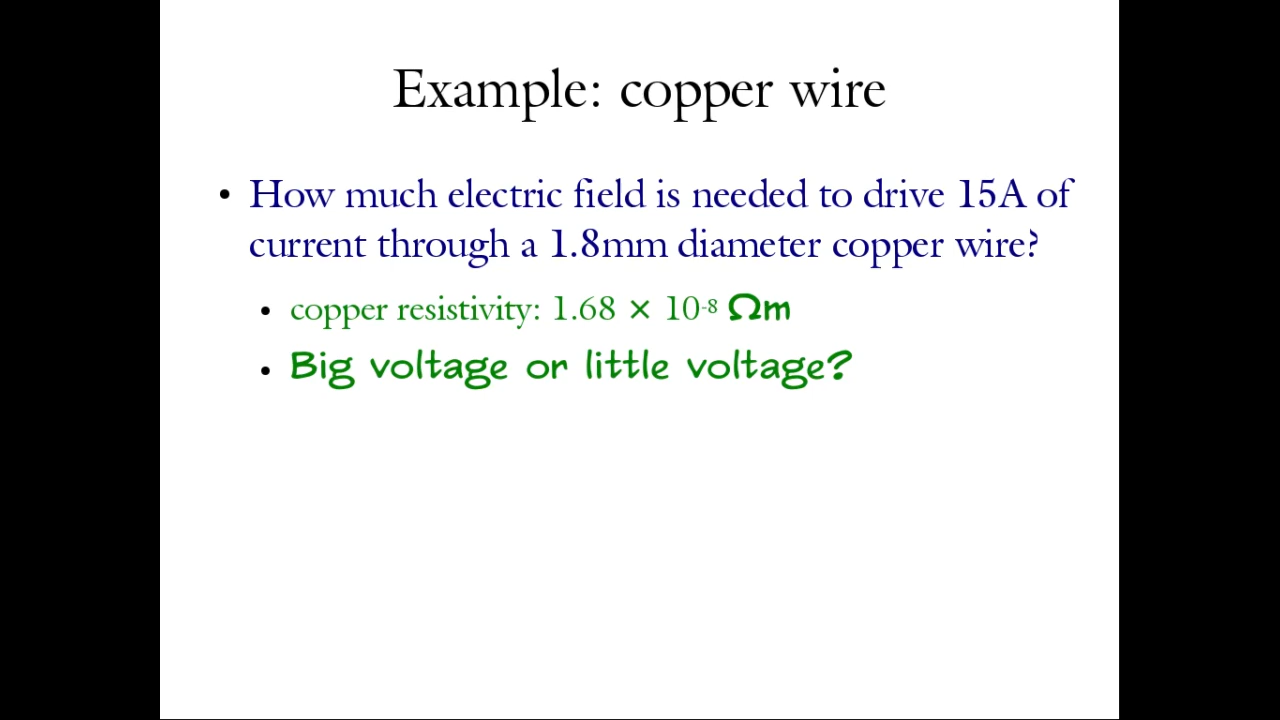 Example: copper wire
• How much electric field is needed to drive 15A of
current through a 1.8mm diameter copper wire?
• copper resistivity: 1.68 × 10⁻⁸ Ωm
• Big voltage or little voltage?